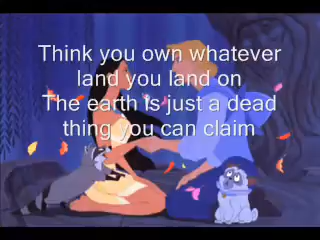 Think you own whatever
land you land on
The earth is just a dead
thing you can claim